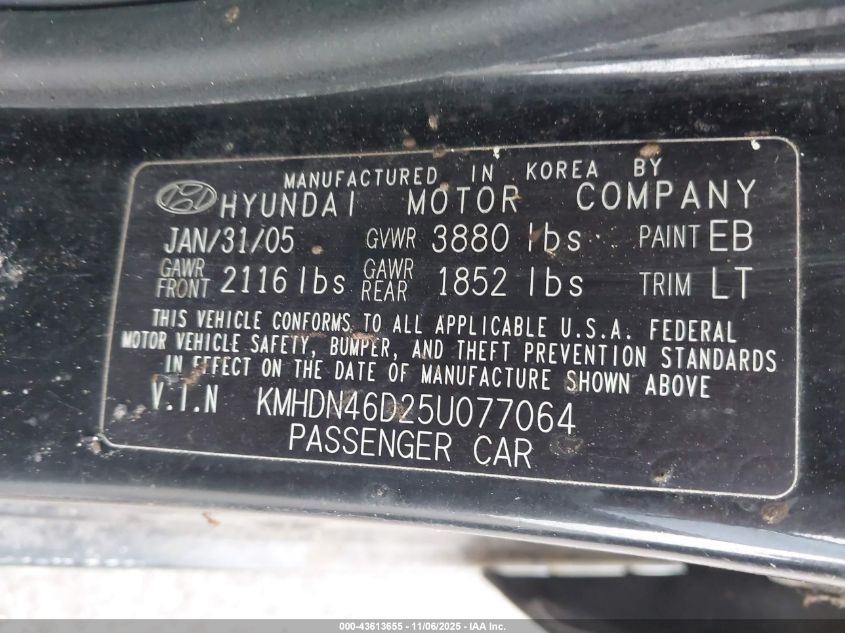 MANUFACTURED IN KOREA BY
HYUNDAI MOTOR COMPANY
JAN/31/05 GVWR 3880 lbs PAINT EB
GAWR FRONT 2116 lbs GAWR REAR 1852 lbs TRIM LT
THIS VEHICLE CONFORMS TO ALL APPLICABLE U.S.A. FEDERAL
MOTOR VEHICLE SAFETY, BUMPER, AND THEFT PREVENTION STANDARDS
IN EFFECT ON THE DATE OF MANUFACTURE SHOWN ABOVE
V.I.N KMHDN46D25U077064
PASSENGER CAR
000-43613655 - 11/06/2025 - IAA Inc.